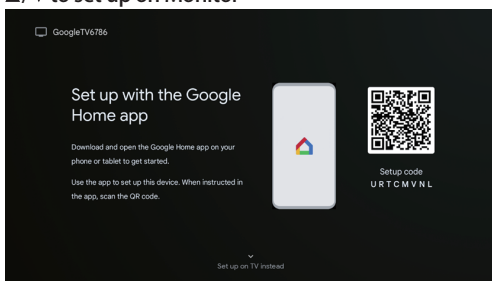 to set up on Monitor
GoogleTV6786
Set up with the Google
Home app
Download and open the Google Home app on your
phone or tablet to get started.
Use the app to set up this device. When instructed in
the app, scan the QR code.
Setup code
URTCMVNL
Set up on TV instead